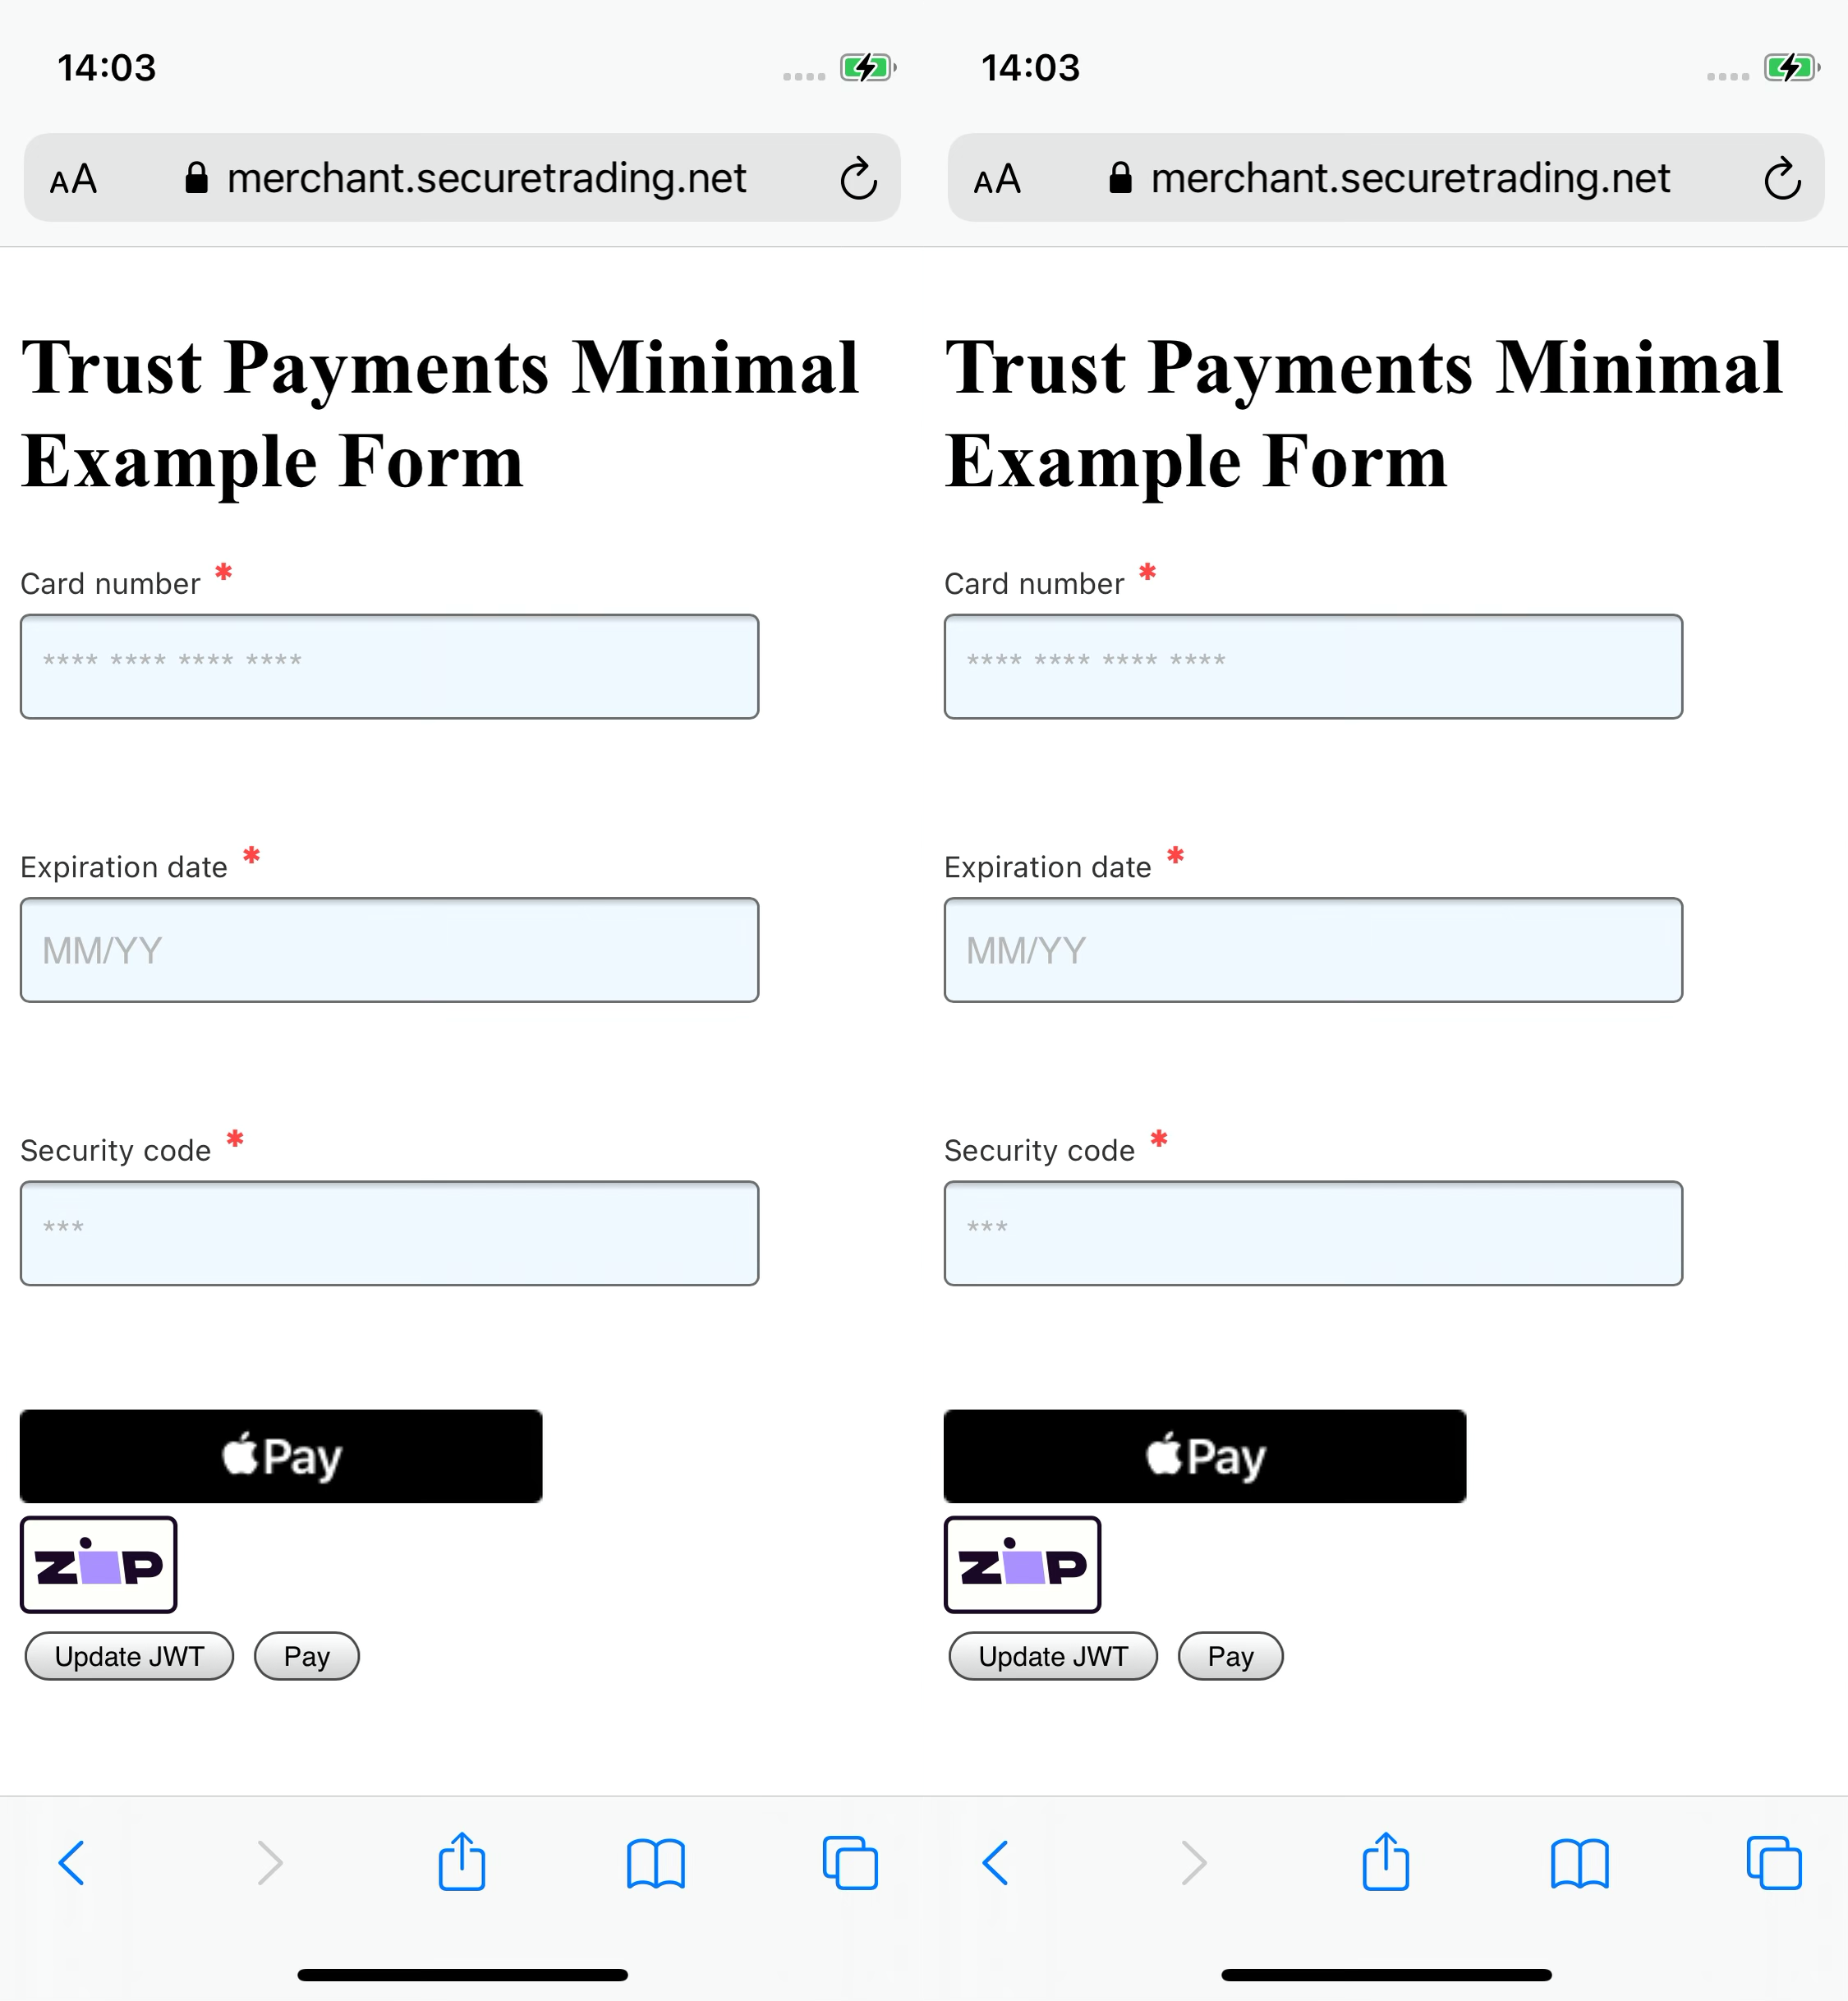 14:03
AA merchant.securetrading.net
Trust Payments Minimal
Example Form
Card number *
**** **** **** ****
Expiration date *
MM/YY
Security code *
***
Pay
zip
Update JWT Pay
14:03
AA merchant.securetrading.net
Trust Payments Minimal
Example Form
Card number *
**** **** **** ****
Expiration date *
MM/YY
Security code *
***
Pay
zip
Update JWT Pay